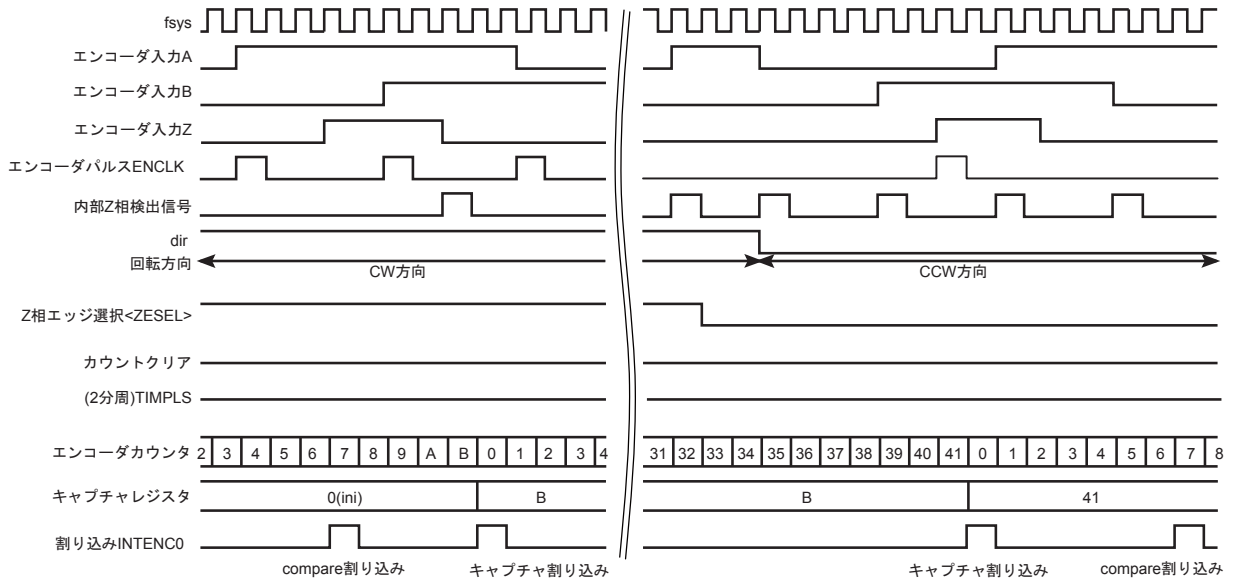 fsys
エンコーダ入力A
エンコーダ入力B
エンコーダ入力Z
エンコーダパルスENCLK
内部Z相検出信号
dir
回転方向
CW方向
CCW方向
Z相エッジ選択<ZESEL>
カウントクリア
(2分周)TIMPLS
エンコーダカウンタ 2 3 4 5 6 7 8 9 A B 0 1 2 3 4 31 32 33 34 35 36 37 38 39 40 41 0 1 2 3 4 5 6 7 8
キャプチャレジスタ 0(ini) B B 41
割り込みINTENC0
compare割り込み キャプチャ割り込み キャプチャ割り込み compare割り込み